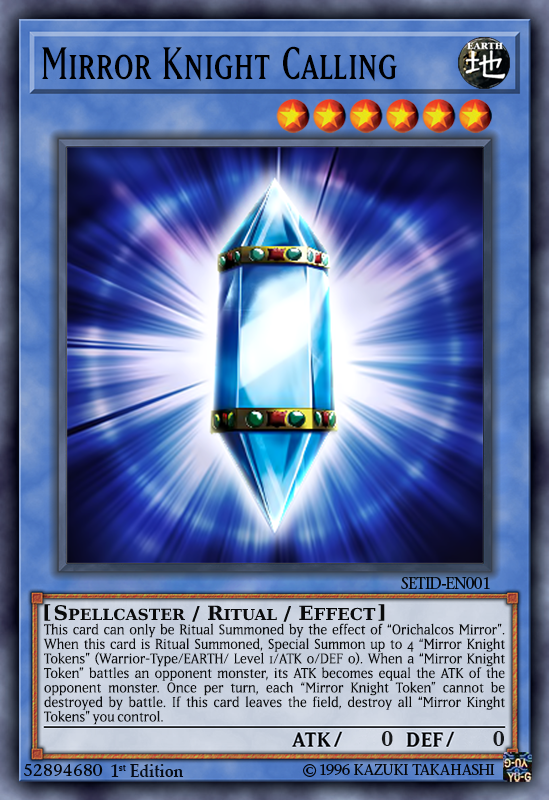 MIRROR KNIGHT CALLING
EARTH
地
SETID-EN001
[SPELLCASTER / RITUAL / EFFECT]
This card can only be Ritual Summoned by the effect of “Orichalcos Mirror”.
When this card is Ritual Summoned, Special Summon up to 4 “Mirror Knight
Tokens” (Warrior-Type/EARTH/ Level 1/ATK 0/DEF 0). When a “Mirror Knight
Token” battles an opponent monster, its ATK becomes equal the ATK of the
opponent monster. Once per turn, each “Mirror Knight Token” cannot be
destroyed by battle. If this card leaves the field, destroy all “Mirror Kinght
Tokens” you control.
ATK/ 0 DEF/ 0
52894680 1st Edition © 1996 KAZUKI TAKAHASHI
YU-G